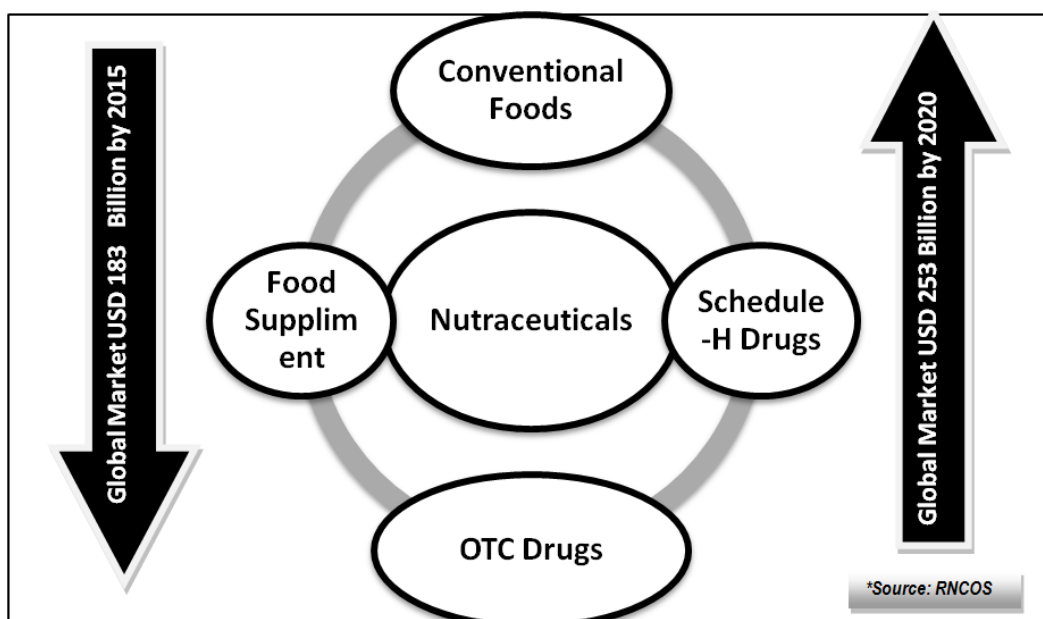 Global Market USD 183 Billion by 2015
Conventional
Foods
Food
Supplim
ent
Nutraceuticals
Schedule
-H Drugs
OTC Drugs
Global Market USD 253 Billion by 2020
*Source: RNCOS